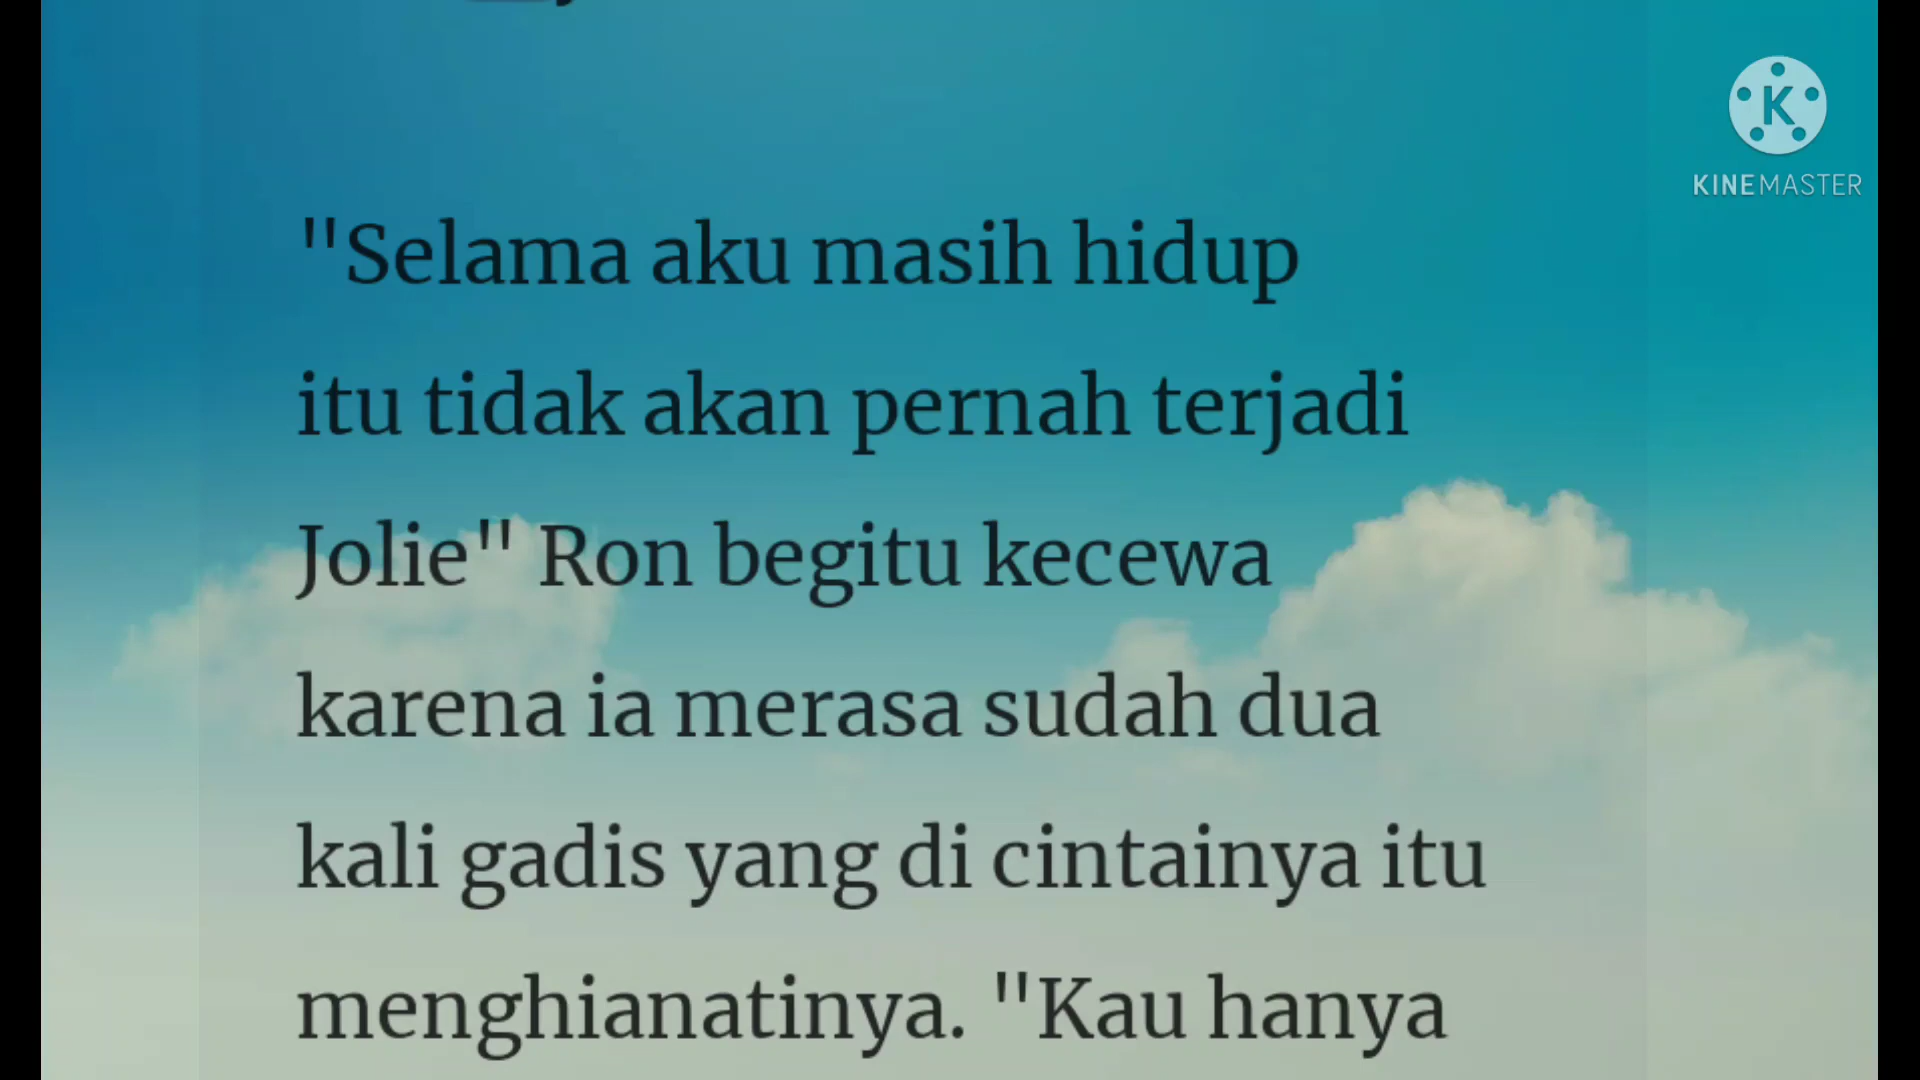 KINEMASTER
"Selama aku masih hidup
itu tidak akan pernah terjadi
Jolie" Ron begitu kecewa
karena ia merasa sudah dua
kali gadis yang di cintainya itu
menghianatinya. "Kau hanya